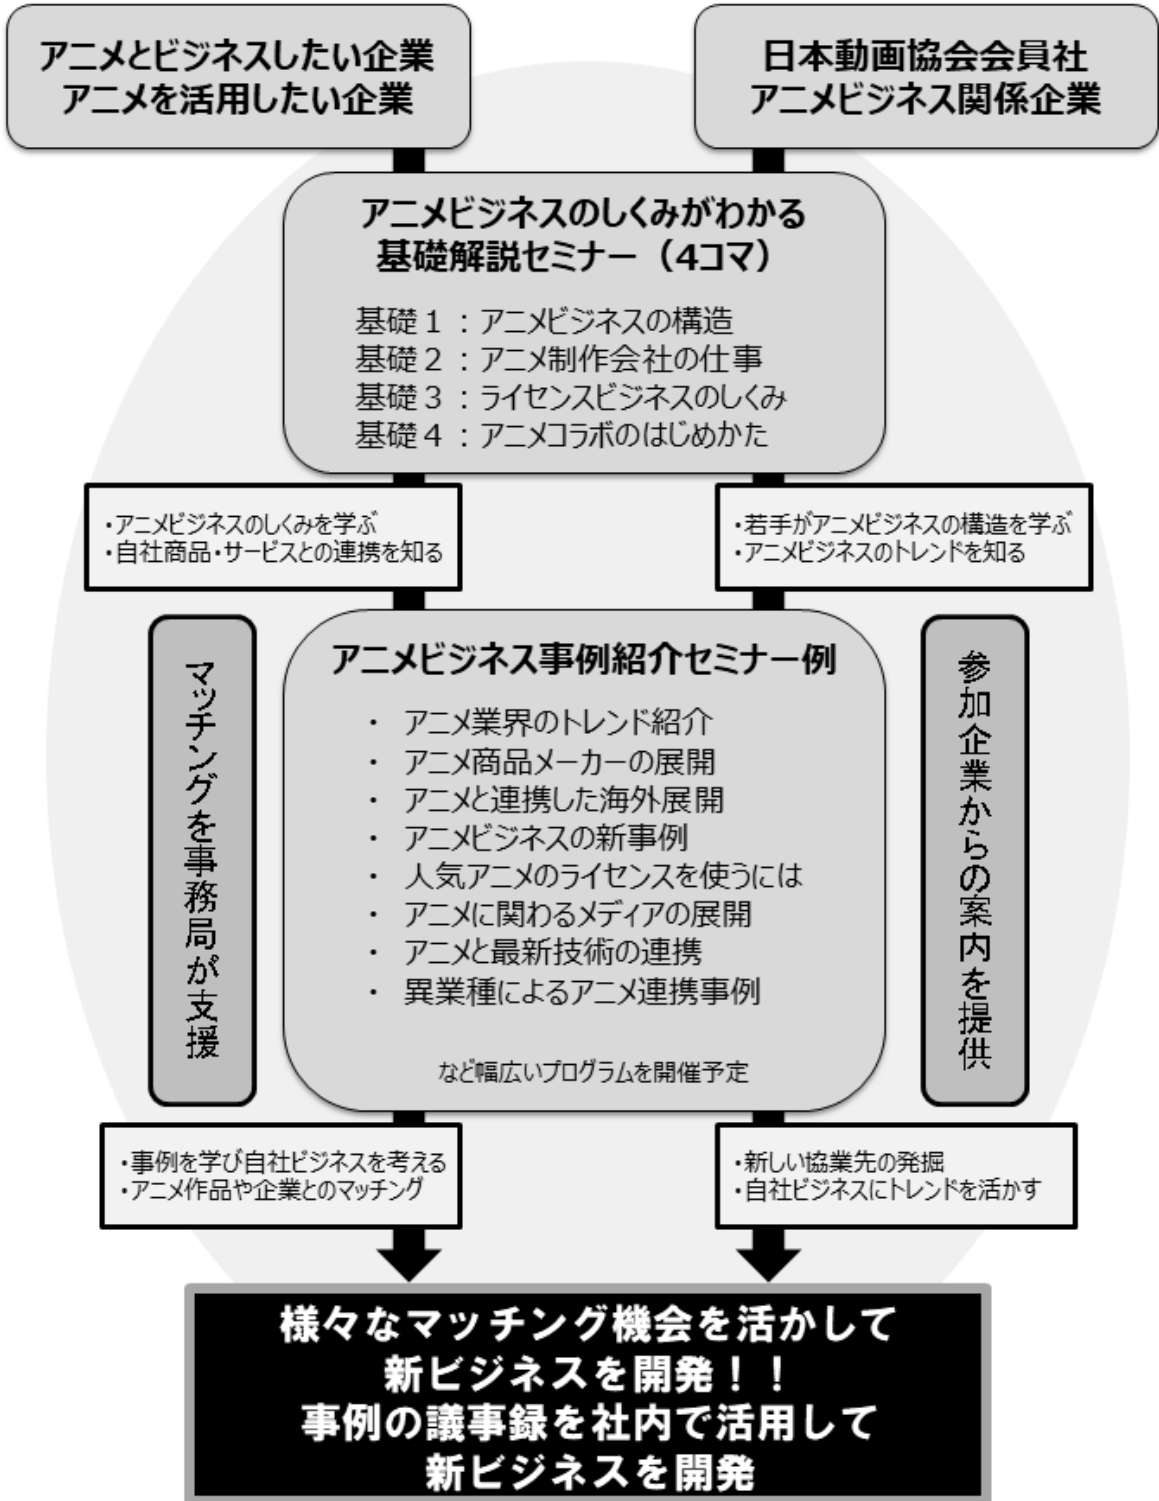 アニメとビジネスしたい企業
アニメを活用したい企業
日本動画協会会員社
アニメビジネス関係企業
アニメビジネスのしくみがわかる
基礎解説セミナー（4コマ）
基礎１：アニメビジネスの構造
基礎２：アニメ制作会社の仕事
基礎３：ライセンスビジネスのしくみ
基礎４：アニメコラボのはじめかた
・アニメビジネスのしくみを学ぶ
・自社商品・サービスとの連携を知る
・若手がアニメビジネスの構造を学ぶ
・アニメビジネスのトレンドを知る
マッチングを事務局が支援
アニメビジネス事例紹介セミナー例
・ アニメ業界のトレンド紹介
・ アニメ商品メーカーの展開
・ アニメと連携した海外展開
・ アニメビジネスの新事例
・ 人気アニメのライセンスを使うには
・ アニメに関わるメディアの展開
・ アニメと最新技術の連携
・ 異業種によるアニメ連携事例
など幅広いプログラムを開催予定
参加企業からの案内を提供
・事例を学び自社ビジネスを考える
・アニメ作品や企業とのマッチング
・新しい協業先の発掘
・自社ビジネスにトレンドを活かす
様々なマッチング機会を活かして
新ビジネスを開発！！
事例の議事録を社内で活用して
新ビジネスを開発